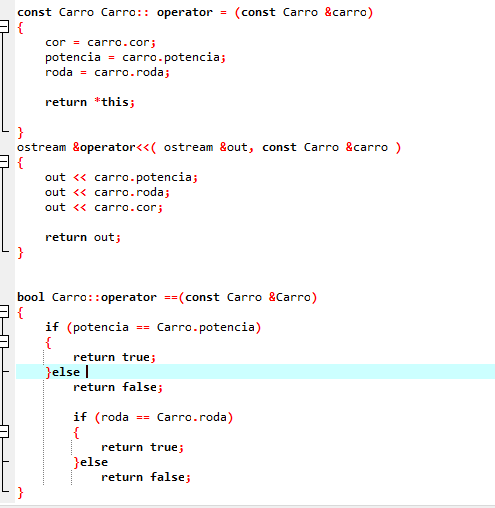 const Carro Carro:: operator = (const Carro &carro)
{
    cor = carro.cor;
    potencia = carro.potencia;
    roda = carro.roda;
    return *this;
}
ostream &operator<<( ostream &out, const Carro &carro )
{
    out << carro.potencia;
    out << carro.roda;
    out << carro.cor;
    return out;
}
bool Carro::operator ==(const Carro &Carro)
{
    if (potencia == Carro.potencia)
    {
        return true;
    }else
        return false;
        if (roda == Carro.roda)
        {
            return true;
        }else
            return false;
}